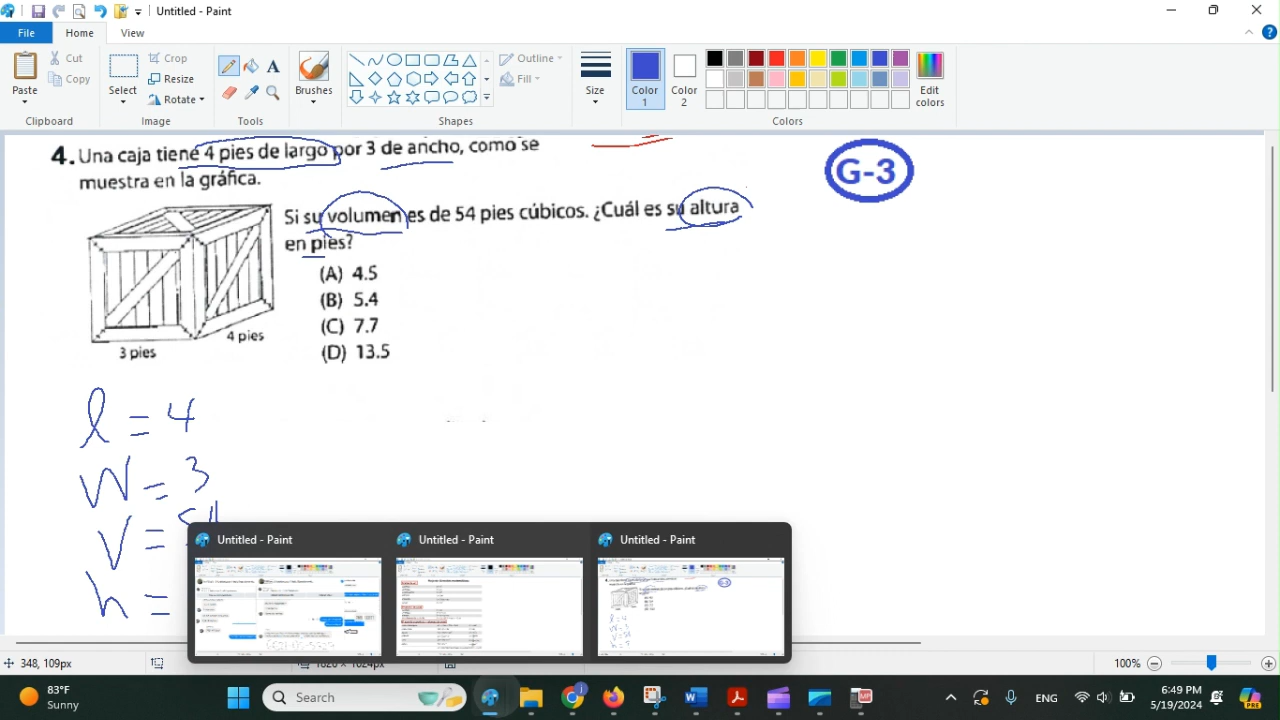 Untitled - Paint
File
Home
View
Paste
Cut
Copy
Clipboard
Select
Crop
Resize
Rotate
Image
Tools
Brushes
Shapes
Outline
Fill
Size
Color 1
Color 2
Edit colors
Colors
4. Una caja tiene 4 pies de largo por 3 de ancho, como se
muestra en la gráfica.
G-3
Si su volumen es de 54 pies cúbicos. ¿Cuál es su altura
en pies?
(A) 4.5
(B) 5.4
(C) 7.7
(D) 13.5
4 pies
3 pies
l = 4
W = 3
V = 54
h =
Untitled - Paint
Untitled - Paint
Untitled - Paint
348, 109px
100%
83°F
Sunny
Search
ENG
6:49 PM
5/19/2024
PRE